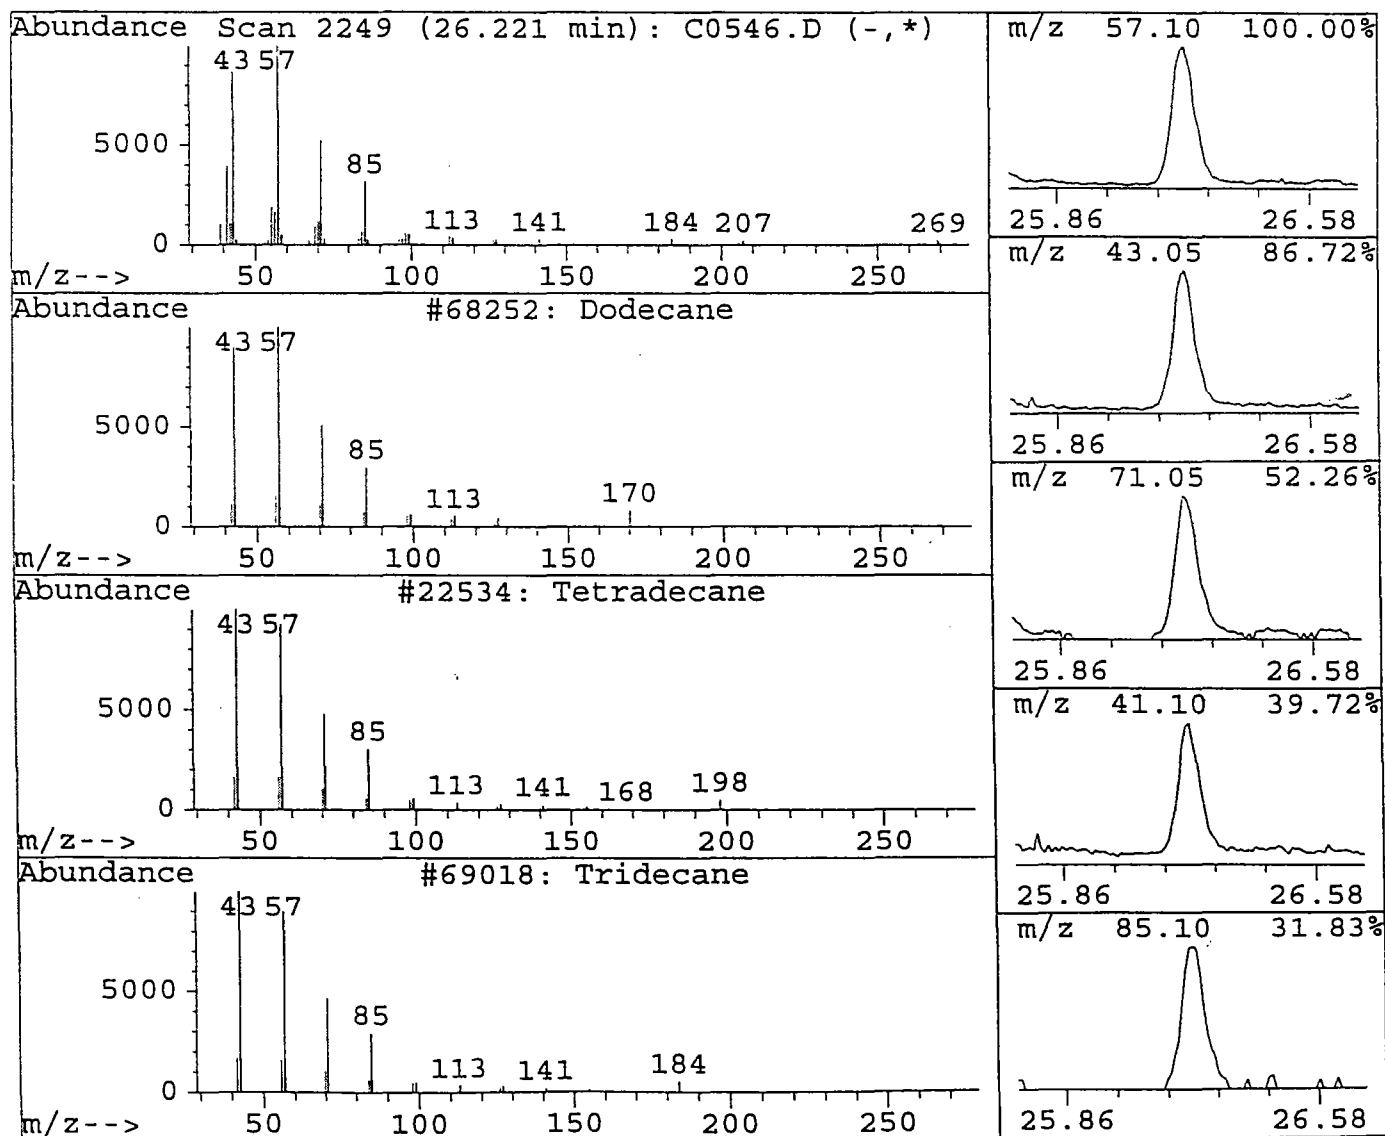 Abundance Scan 2249 (26.221 min): C0546.D (-,*)
43 57
5000
85
113 141 184 207 269
0
50 100 150 200 250
m/z-->
Abundance #68252: Dodecane
43 57
5000
85
113 170
0
50 100 150 200 250
m/z-->
Abundance #22534: Tetradecane
43 57
5000
85
113 141 168 198
0
50 100 150 200 250
m/z-->
Abundance #69018: Tridecane
43 57
5000
85
113 141 184
0
50 100 150 200 250
m/z-->
m/z 57.10 100.00%
25.86 26.58
m/z 43.05 86.72%
25.86 26.58
m/z 71.05 52.26%
25.86 26.58
m/z 41.10 39.72%
25.86 26.58
m/z 85.10 31.83%
25.86 26.58